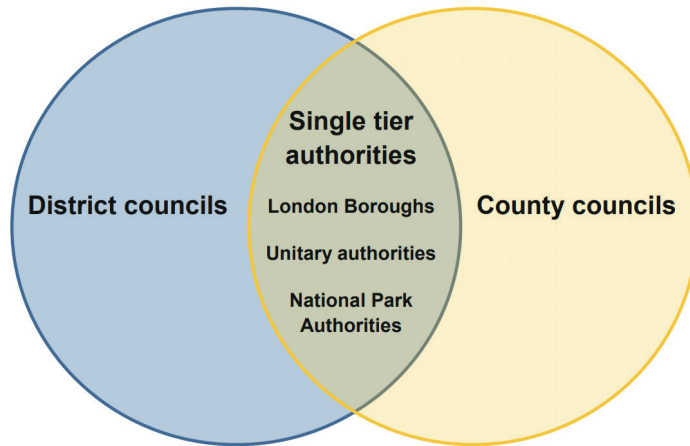 Single tier
authorities
District councils
London Boroughs
County councils
Unitary authorities
National Park
Authorities